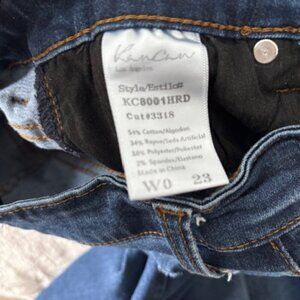 KanCan
Los Angeles
Style/Estilo#
KC8001HRD
Cut#3318
54% Cotton/Algodon
34% Rayon/Seda Artificial
10% Polyester/Poliester
2% Spandex/Elastano
Made in China
W0 23